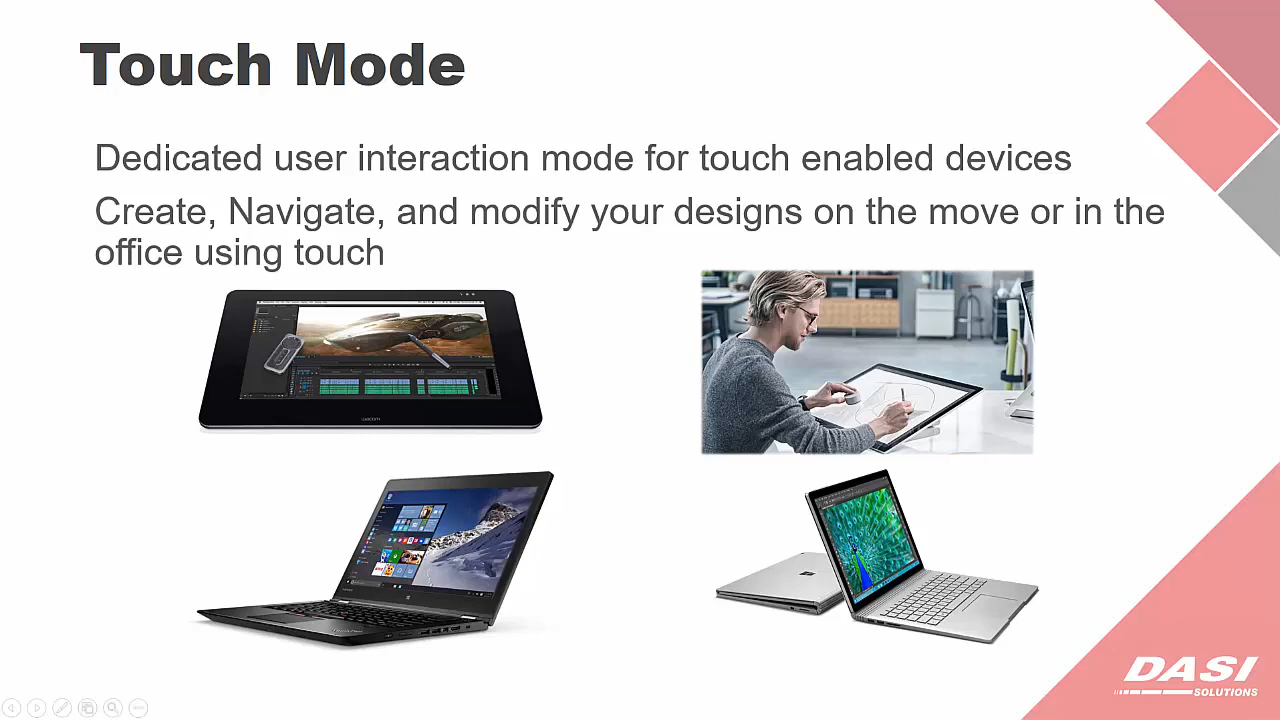 Touch Mode
Dedicated user interaction mode for touch enabled devices
Create, Navigate, and modify your designs on the move or in the
office using touch
wacom
DASI
SOLUTIONS